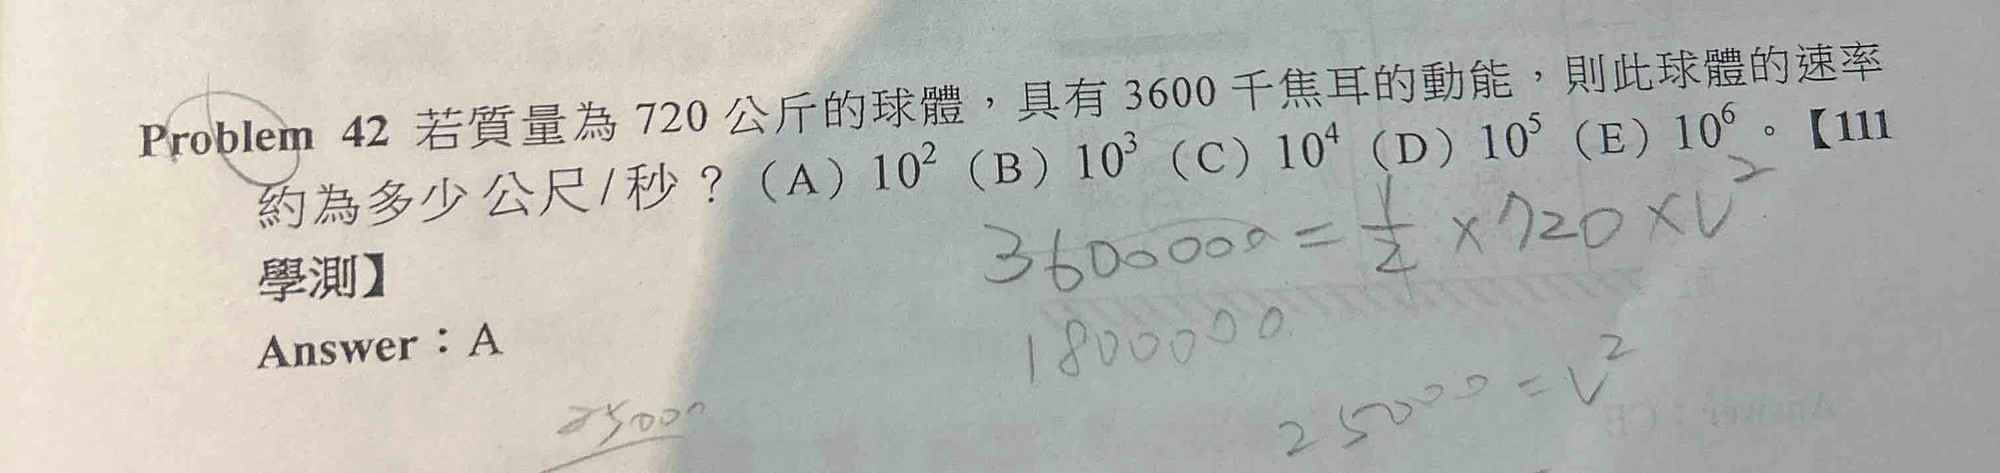 Problem 42 若質量為 720 公斤的球體，具有 3600 千焦耳的動能，則此球體的速率
約為多少公尺/秒？（A）10²（B）10³（C）10⁴（D）10⁵（E）10⁶。【111
學測】
3600000 = 1/2 × 720 × V²
1800000
Answer：A
25000 = V²
25000